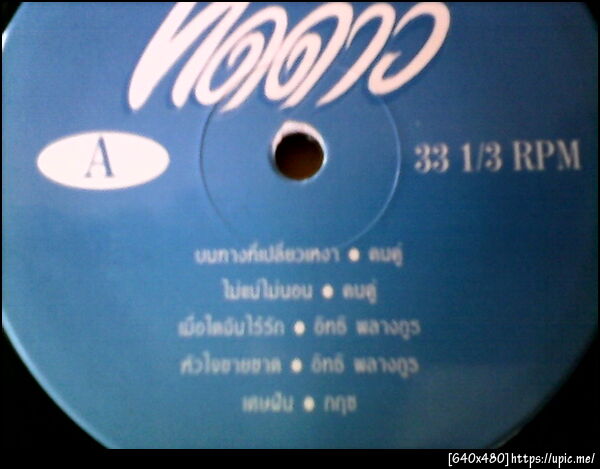 A
33 1/3 RPM
บนทางที่เปลี่ยวเหงา ● คนคู่
ไม่แน่ไม่นอน ● คนคู่
เมื่อใดฉันไร้รัก ● อิทธิ พลางกูร
หัวใจขายขาด ● อิทธิ พลางกูร
เศษฝัน ● กฤช
[640x480]https://upic.me/